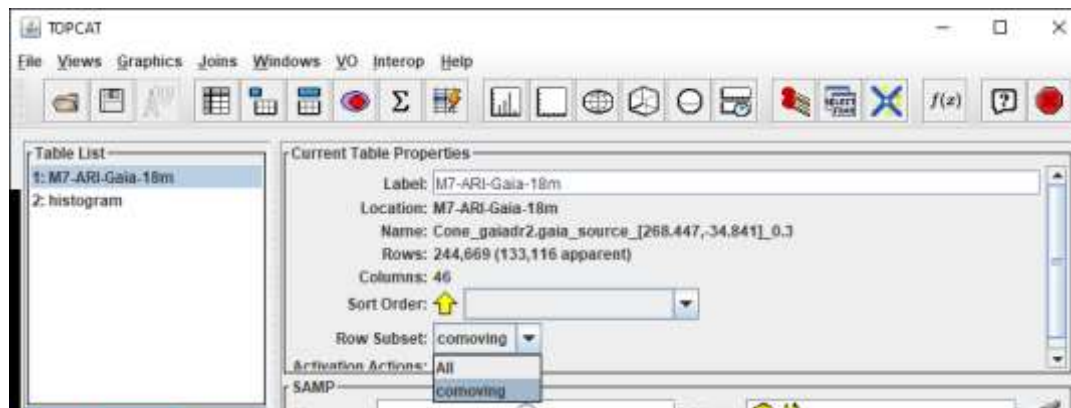 TOPCAT
File Views Graphics Joins Windows VO Interop Help
Σ f(x) ?
Table List
1: M7-ARI-Gaia-18m
2: histogram
Current Table Properties
Label: M7-ARI-Gaia-18m
Location: M7-ARI-Gaia-18m
Name: Cone_gaiadr2.gaia_source_[268.447,-34.841]_0.3
Rows: 244,669 (133,116 apparent)
Columns: 46
Sort Order:
Row Subset: comoving
Activation Actions: All
comoving
SAMP